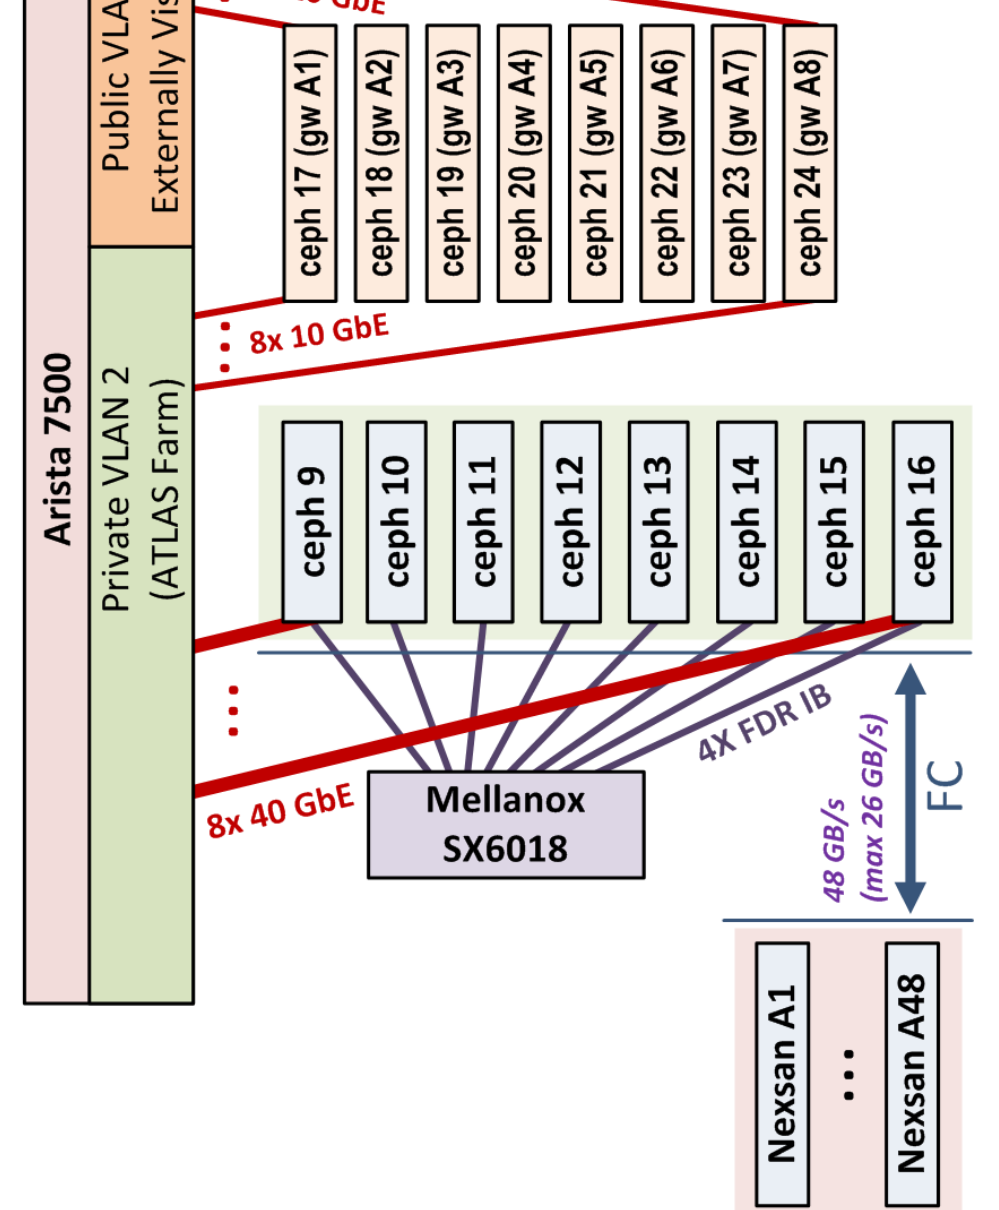 GbE
Public VLA
Externally Vis
ceph 17 (gw A1)
ceph 18 (gw A2)
ceph 19 (gw A3)
ceph 20 (gw A4)
ceph 21 (gw A5)
ceph 22 (gw A6)
ceph 23 (gw A7)
ceph 24 (gw A8)
8x 10 GbE
Arista 7500
Private VLAN 2
(ATLAS Farm)
ceph 9
ceph 10
ceph 11
ceph 12
ceph 13
ceph 14
ceph 15
ceph 16
4X FDR IB
8x 40 GbE
Mellanox
SX6018
48 GB/s
(max 26 GB/s)
FC
Nexsan A1
...
Nexsan A48